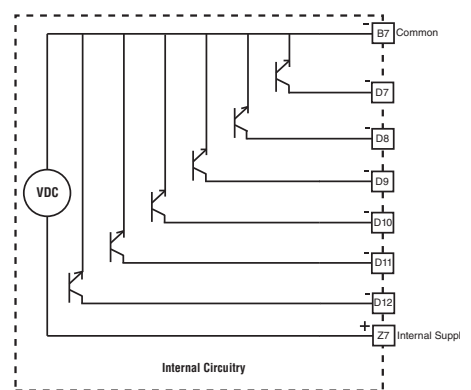 - B7 Common
- D7
- D8
- D9
VDC
- D10
- D11
- D12
+ Z7 Internal Suppl
Internal Circuitry